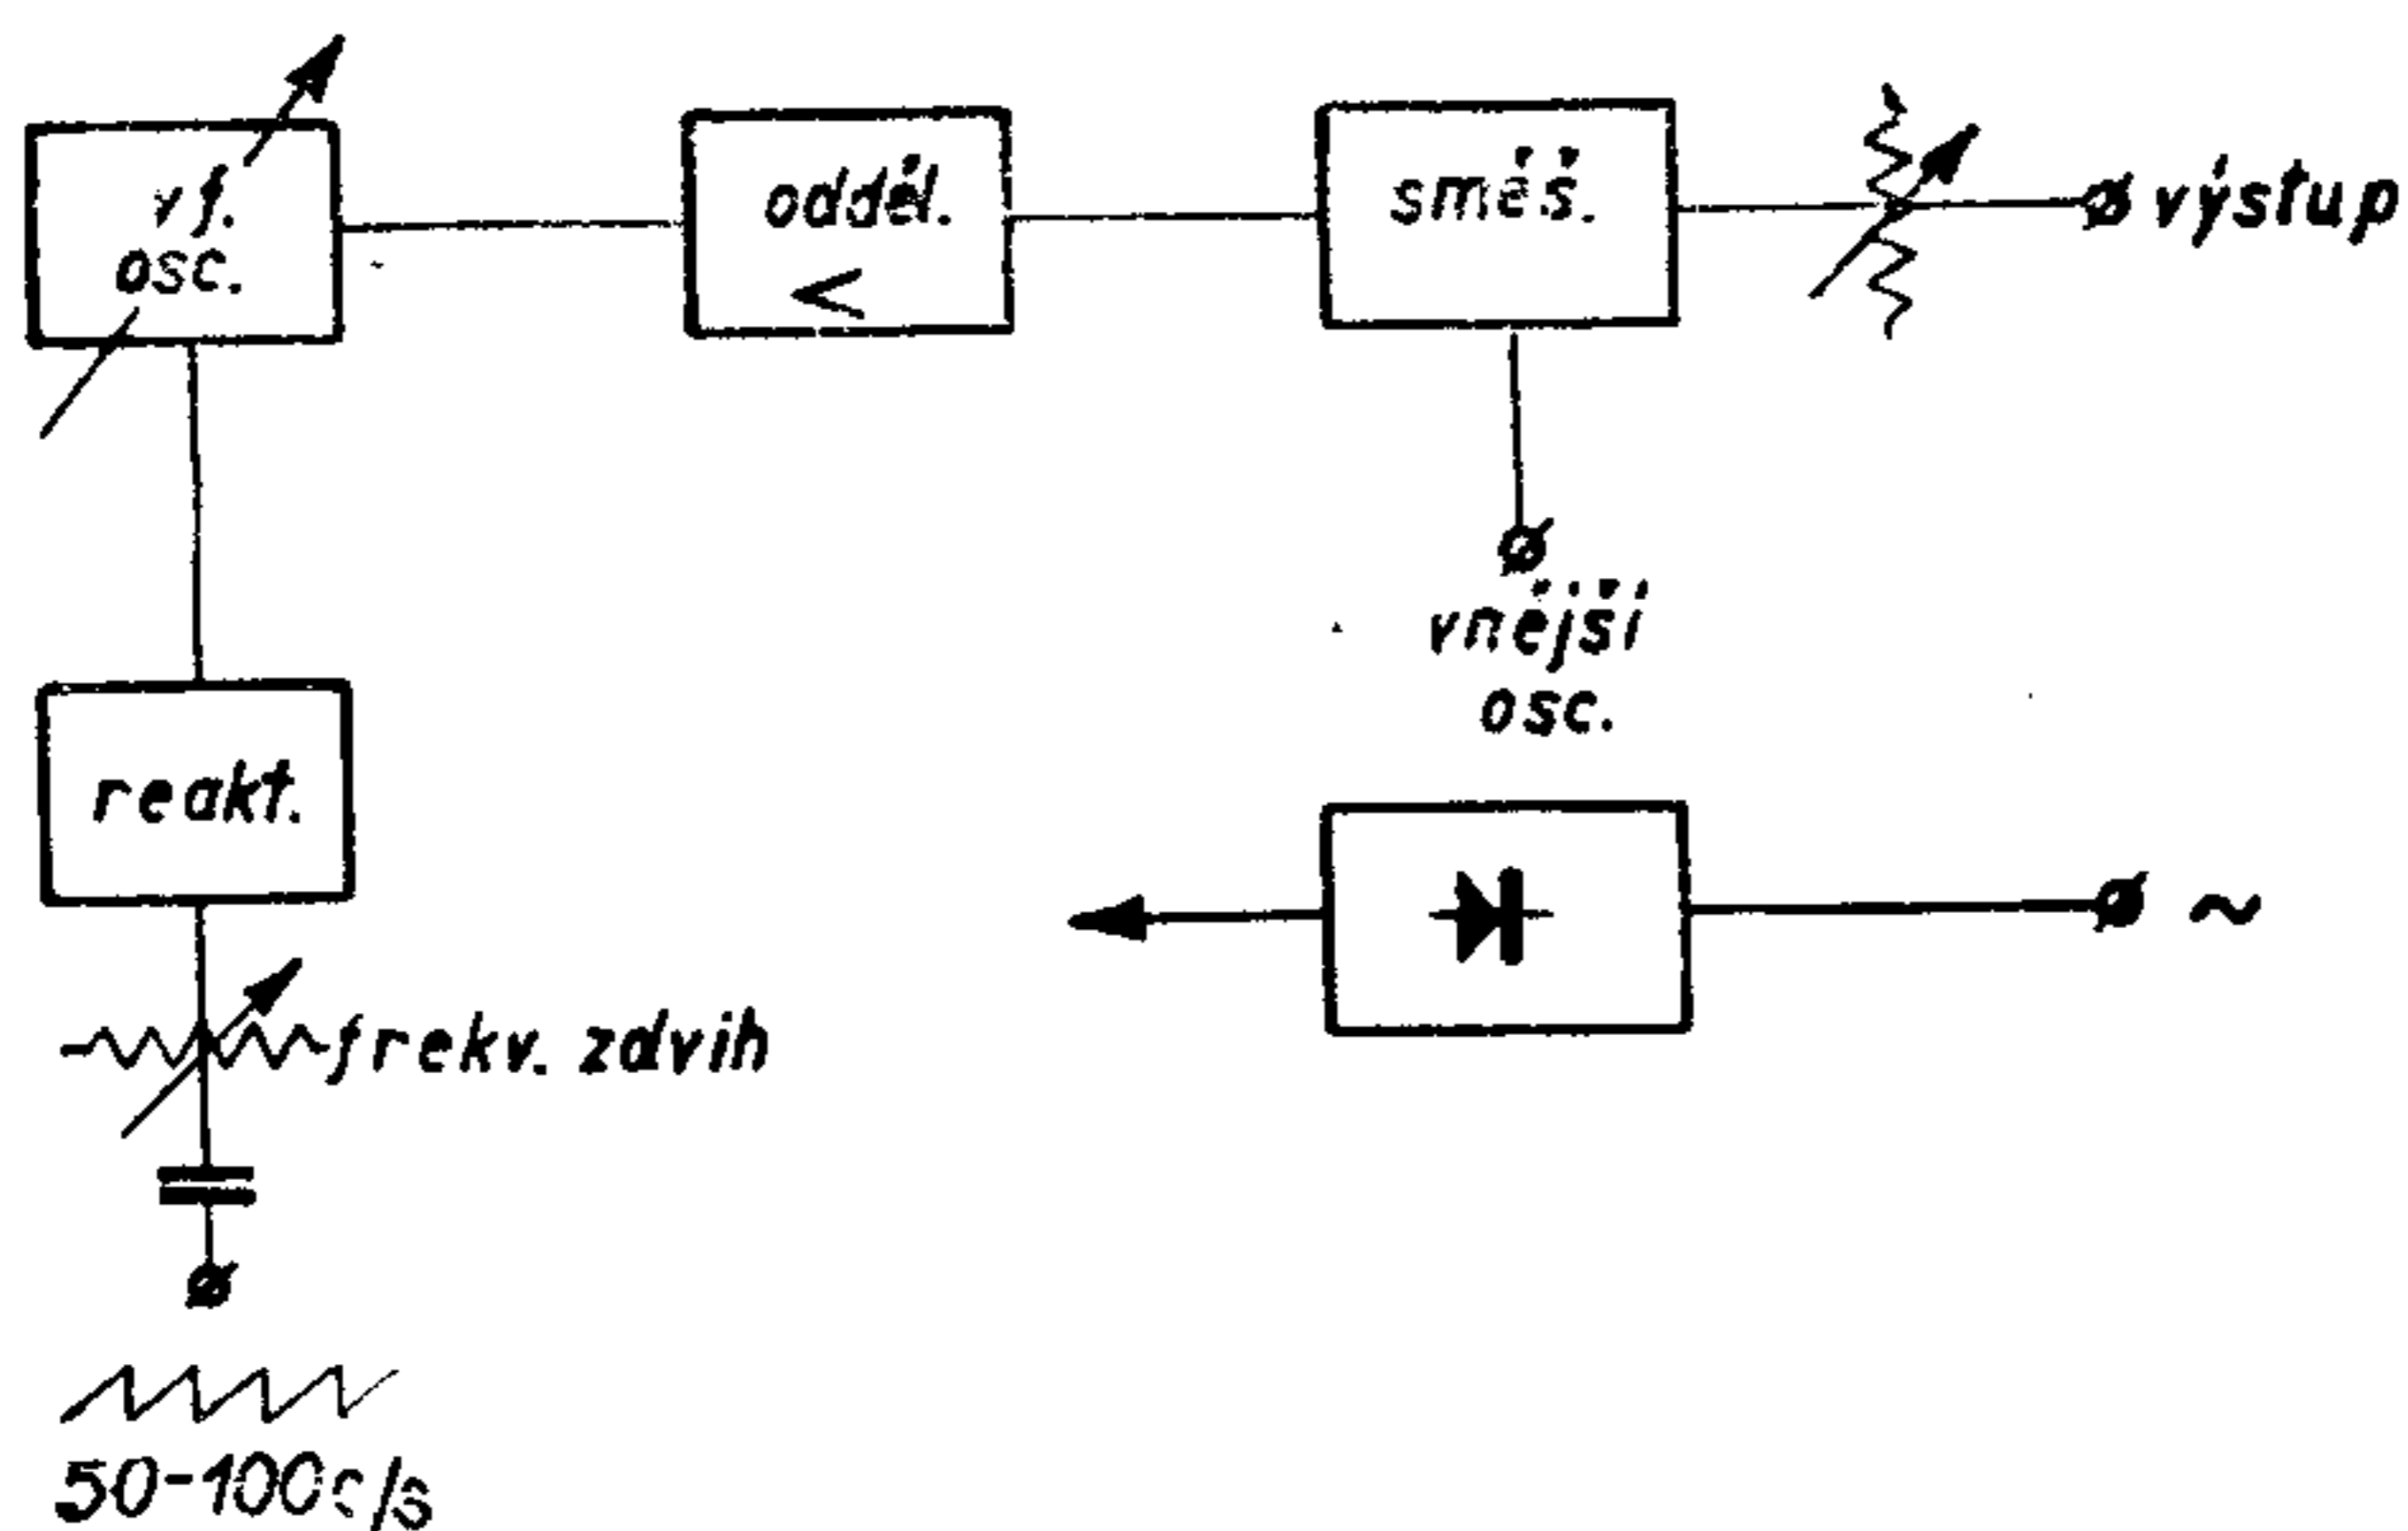 vf.
osc.
odděl.
<
směš.
výstup
vnější
osc.
reakt.
~
frekv. zdvih
50-100c/s